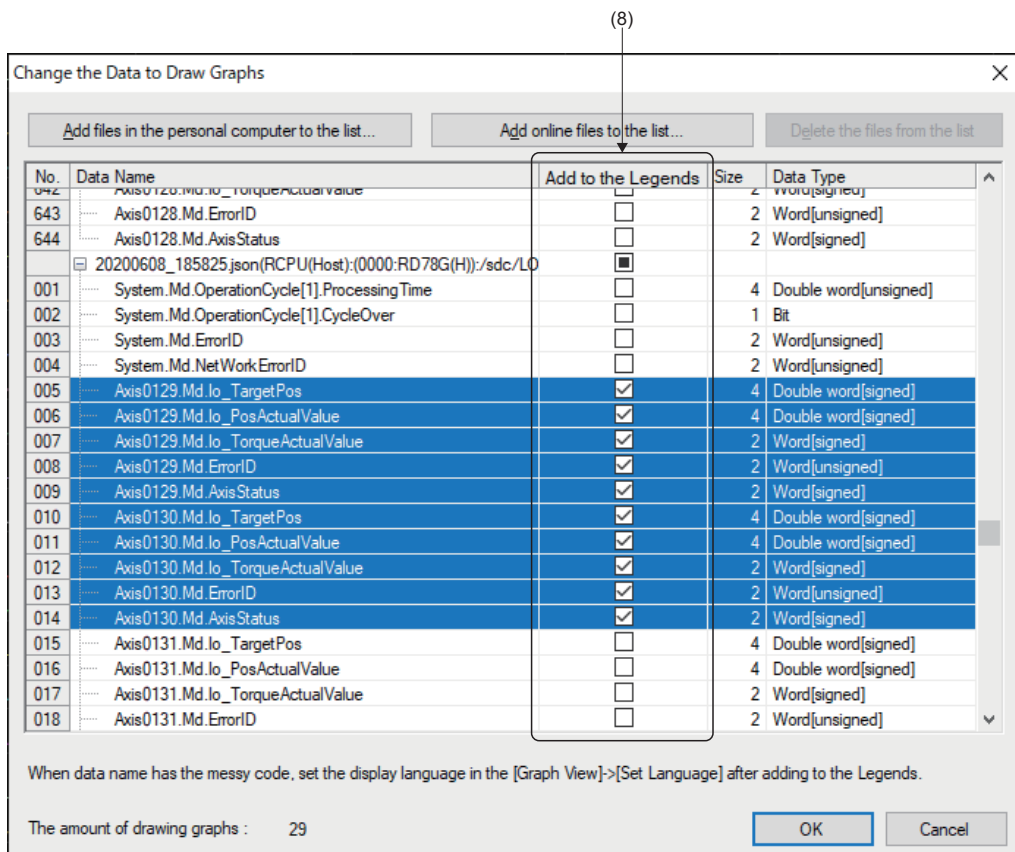 (8)
Change the Data to Draw Graphs
Add files in the personal computer to the list... Add online files to the list... Delete the files from the list
No. Data Name Add to the Legends Size Data Type
642 Axis0128.Md.Io_TorqueActualValue 2 Word[signed]
643 Axis0128.Md.ErrorID 2 Word[unsigned]
644 Axis0128.Md.AxisStatus 2 Word[signed]
20200608_185825.json(RCPU(Host):(0000:RD78G(H)):/sdc/LO
001 System.Md.OperationCycle[1].ProcessingTime 4 Double word[unsigned]
002 System.Md.OperationCycle[1].CycleOver 1 Bit
003 System.Md.ErrorID 2 Word[unsigned]
004 System.Md.NetWorkErrorID 2 Word[unsigned]
005 Axis0129.Md.Io_TargetPos 4 Double word[signed]
006 Axis0129.Md.Io_PosActualValue 4 Double word[signed]
007 Axis0129.Md.Io_TorqueActualValue 2 Word[signed]
008 Axis0129.Md.ErrorID 2 Word[unsigned]
009 Axis0129.Md.AxisStatus 2 Word[signed]
010 Axis0130.Md.Io_TargetPos 4 Double word[signed]
011 Axis0130.Md.Io_PosActualValue 4 Double word[signed]
012 Axis0130.Md.Io_TorqueActualValue 2 Word[signed]
013 Axis0130.Md.ErrorID 2 Word[unsigned]
014 Axis0130.Md.AxisStatus 2 Word[signed]
015 Axis0131.Md.Io_TargetPos 4 Double word[signed]
016 Axis0131.Md.Io_PosActualValue 4 Double word[signed]
017 Axis0131.Md.Io_TorqueActualValue 2 Word[signed]
018 Axis0131.Md.ErrorID 2 Word[unsigned]
When data name has the messy code, set the display language in the [Graph View]->[Set Language] after adding to the Legends.
The amount of drawing graphs : 29 OK Cancel